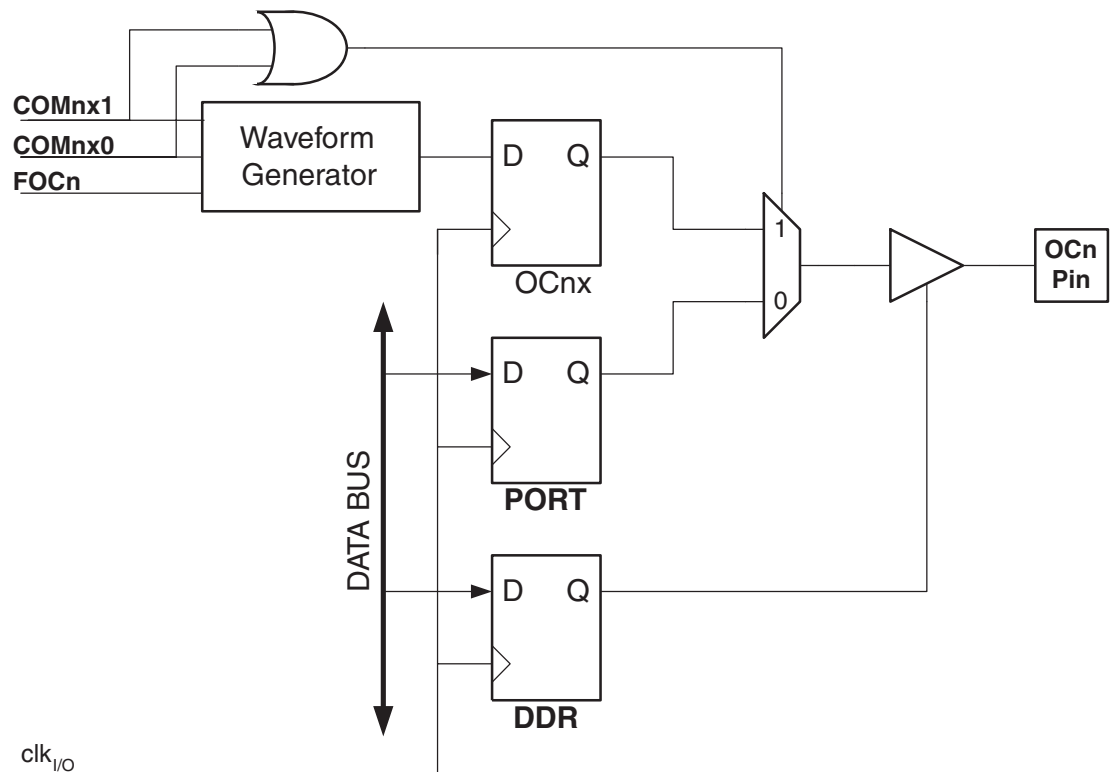 COMnx1
COMnx0
FOCn
Waveform
Generator
D Q
OCnx
1
0
OCn
Pin
D Q
PORT
DATA BUS
D Q
DDR
clkI/O